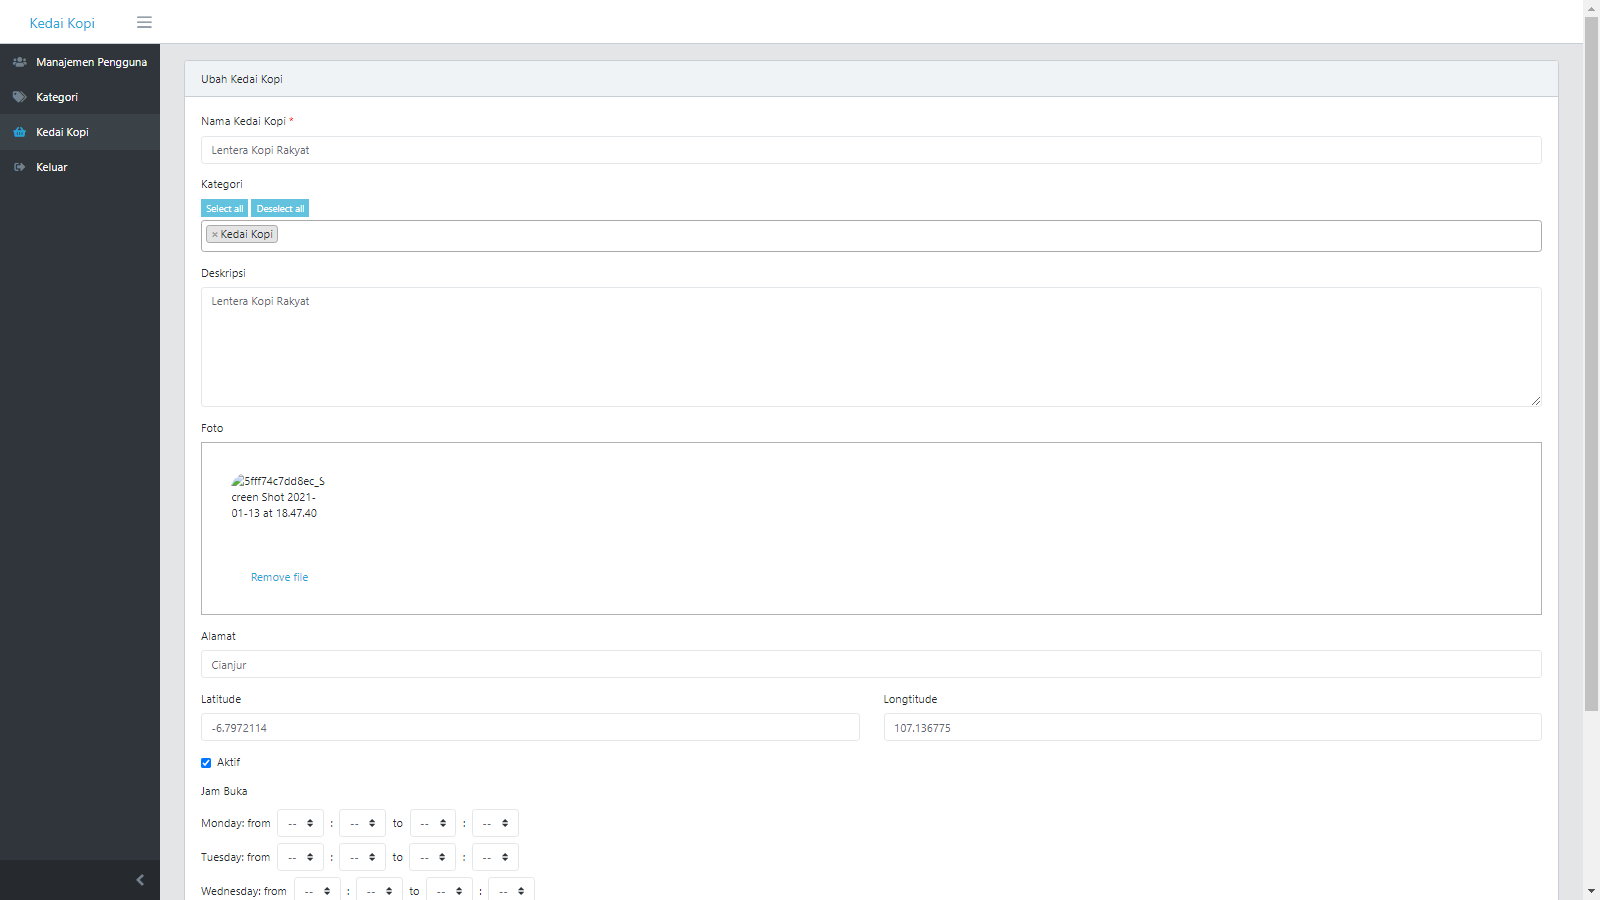 Kedai Kopi
Manajemen Pengguna
Kategori
Kedai Kopi
Keluar
Ubah Kedai Kopi
Nama Kedai Kopi *
Lentera Kopi Rakyat
Kategori
Select all Deselect all
× Kedai Kopi
Deskripsi
Lentera Kopi Rakyat
Foto
5fff74c7dd8ec_S
creen Shot 2021-
01-13 at 18.47.40
Remove file
Alamat
Cianjur
Latitude Longtitude
-6.7972114 107.136775
Aktif
Jam Buka
Monday: from -- : -- to -- : --
Tuesday: from -- : -- to -- : --
Wednesday: from -- : -- to -- : --